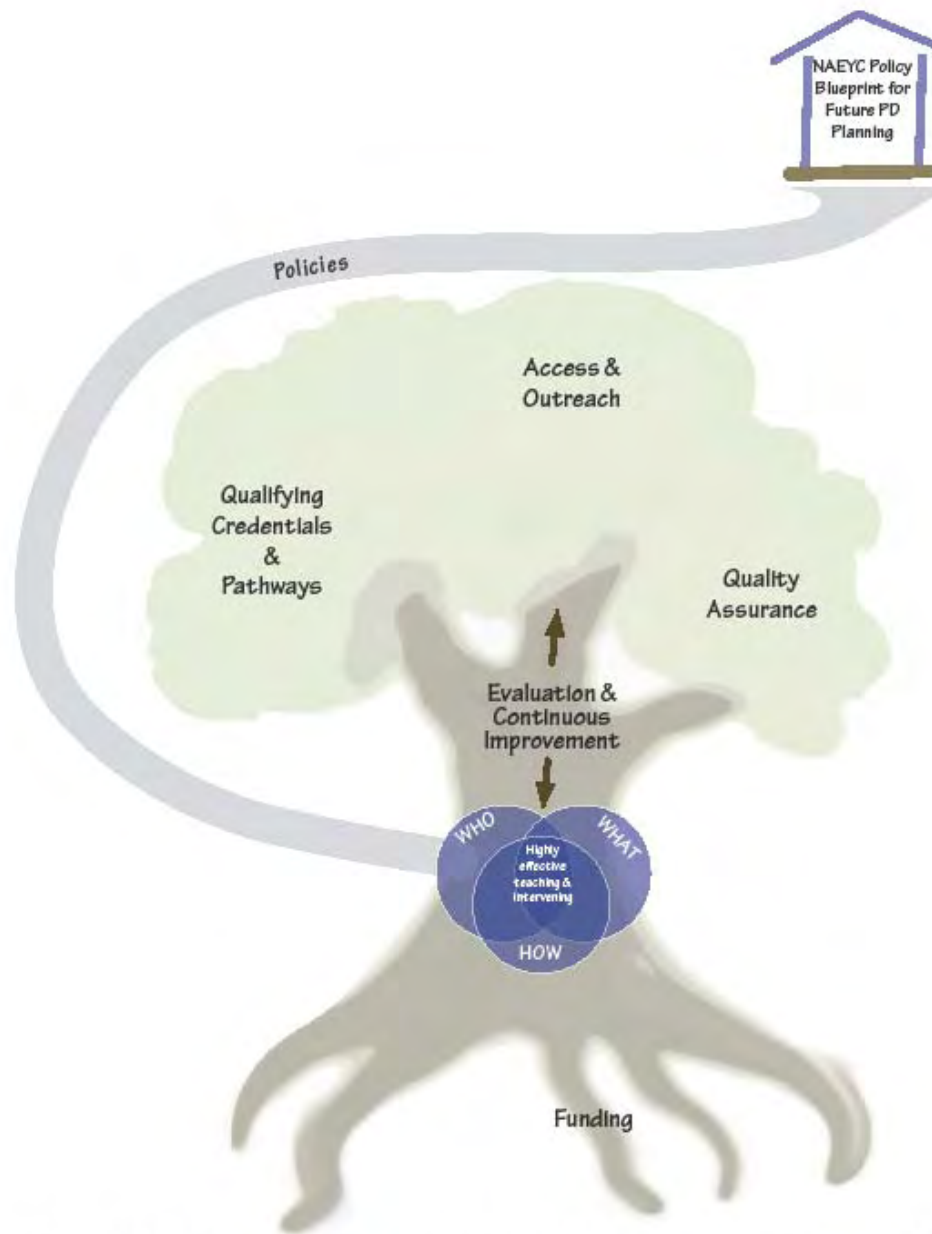 NAEYC Policy
Blueprint for
Future PD
Planning
Policies
Access &
Outreach
Qualifying
Credentials
&
Pathways
Quality
Assurance
Evaluation &
Continuous
Improvement
WHO
WHAT
Highly
effective
teaching &
intervening
HOW
Funding